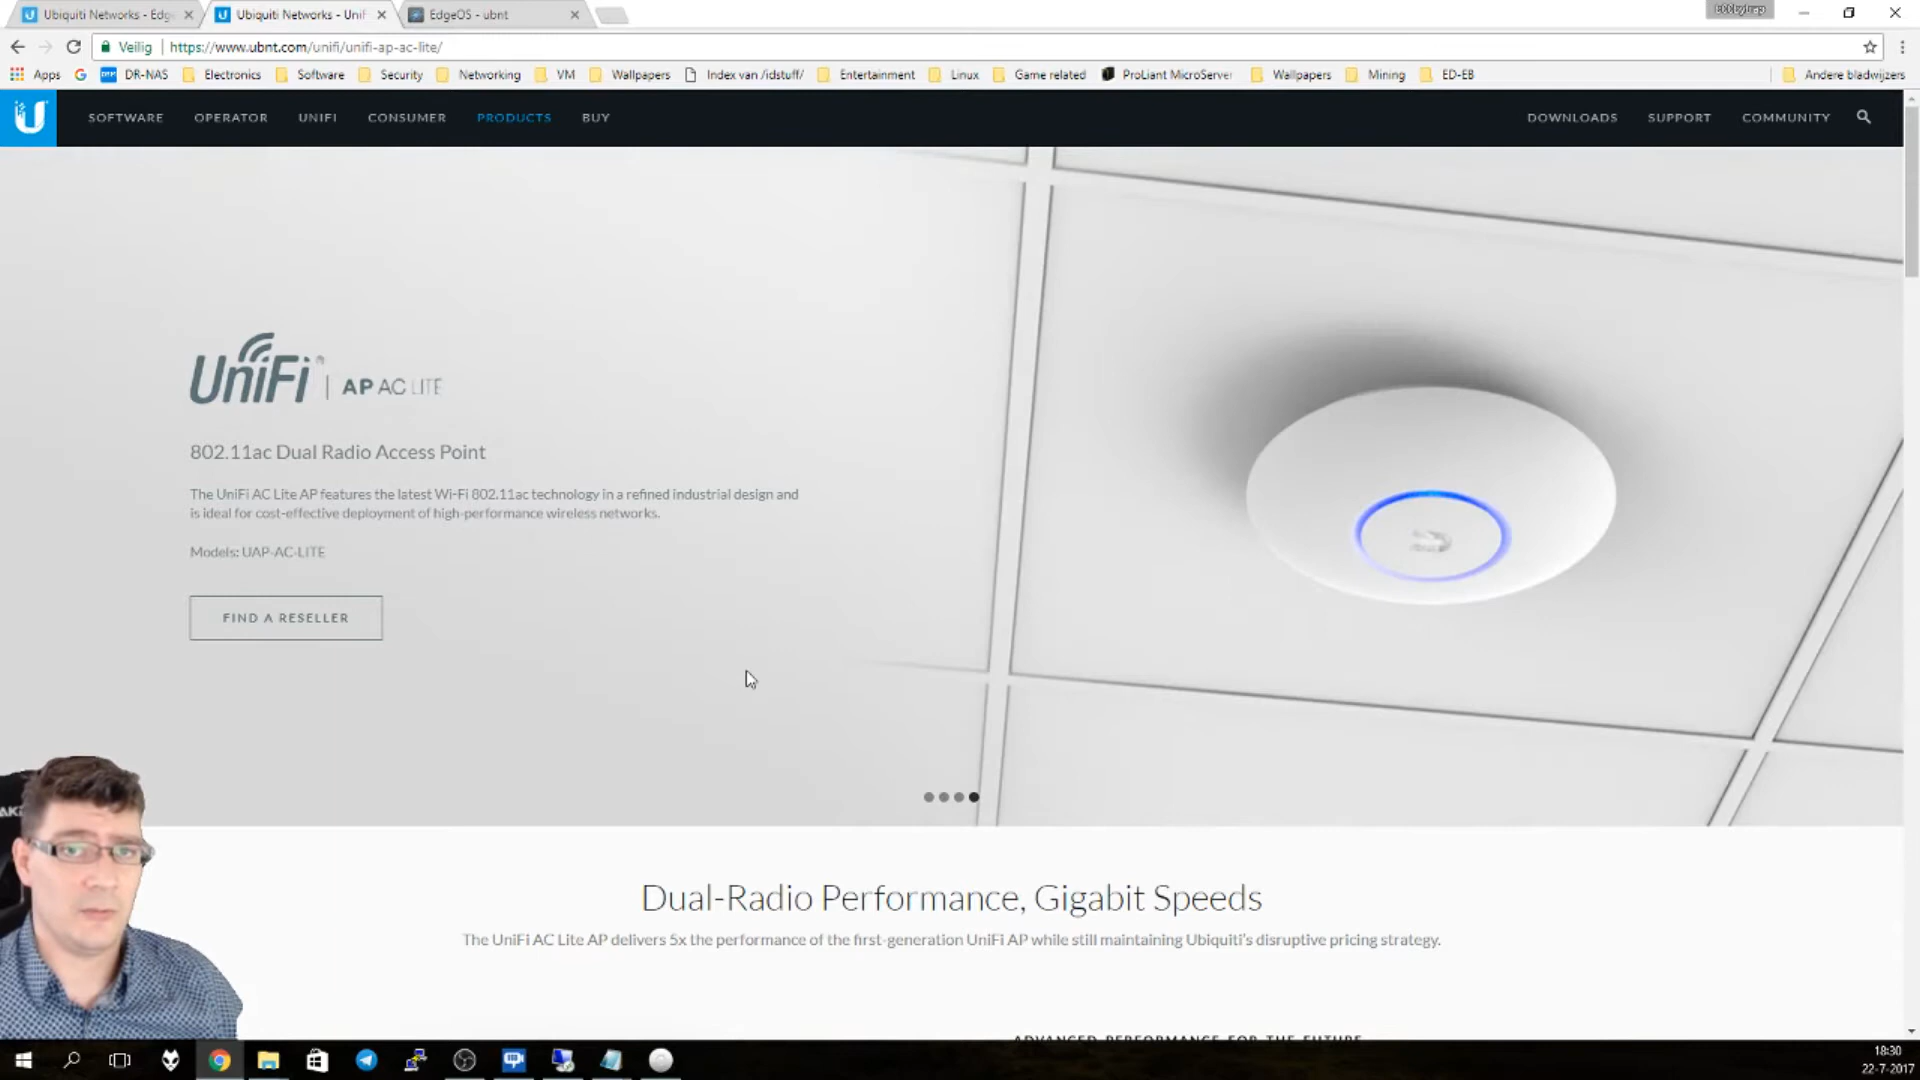 Ubiquiti Networks - Edg
Ubiquiti Networks - Unif
EdgeOS - ubnt
Veilig
https://www.ubnt.com/unifi/unifi-ap-ac-lite/
Apps
DR-NAS
Electronics
Software
Security
Networking
VM
Wallpapers
Index van /idstuff/
Entertainment
Linux
Game related
ProLiant MicroServer
Wallpapers
Mining
ED-EB
Andere bladwijzers
SOFTWARE
OPERATOR
UNIFI
CONSUMER
PRODUCTS
BUY
DOWNLOADS
SUPPORT
COMMUNITY
UniFi | AP AC LITE
802.11ac Dual Radio Access Point
The UniFi AC Lite AP features the latest Wi-Fi 802.11ac technology in a refined industrial design and
is ideal for cost-effective deployment of high-performance wireless networks.
Models: UAP-AC-LITE
FIND A RESELLER
Dual-Radio Performance, Gigabit Speeds
The UniFi AC Lite AP delivers 5x the performance of the first-generation UniFi AP while still maintaining Ubiquiti's disruptive pricing strategy.
ADVANCED PERFORMANCE FOR THE FUTURE
18:30
22-7-2017